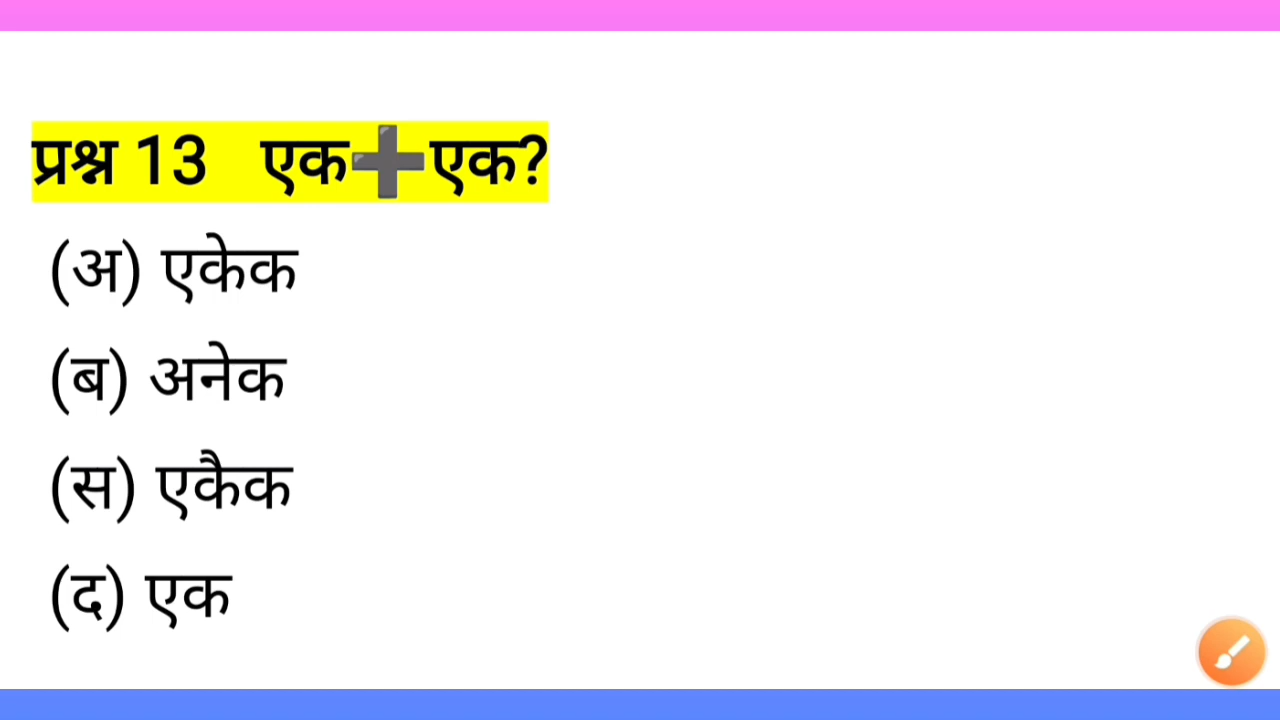 प्रश्न 13 एक➕एक?
(अ) एकेक
(ब) अनेक
(स) एकैक
(द) एक